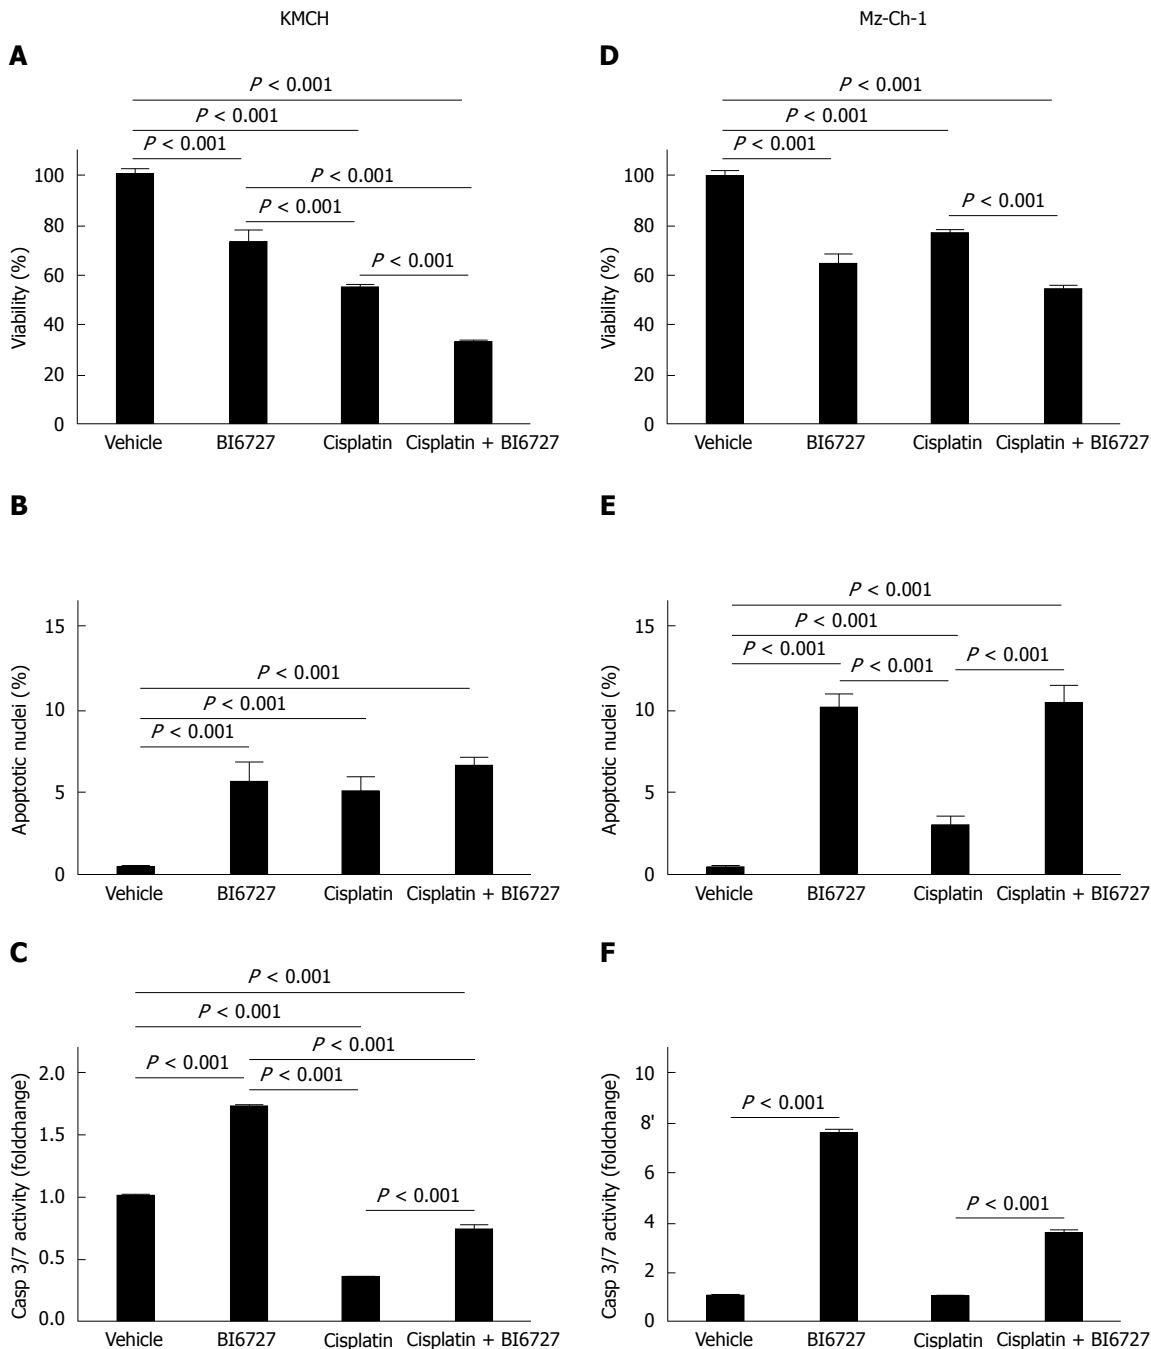 KMCH
Mz-Ch-1
A
P < 0.001
P < 0.001
P < 0.001
P < 0.001
P < 0.001
P < 0.001
Viability (%)
100
80
60
40
20
0
Vehicle BI6727 Cisplatin Cisplatin + BI6727
D
P < 0.001
P < 0.001
P < 0.001
P < 0.001
Viability (%)
100
80
60
40
20
0
Vehicle BI6727 Cisplatin Cisplatin + BI6727
B
P < 0.001
P < 0.001
P < 0.001
Apoptotic nuclei (%)
15
10
5
0
Vehicle BI6727 Cisplatin Cisplatin + BI6727
E
P < 0.001
P < 0.001
P < 0.001
P < 0.001
P < 0.001
Apoptotic nuclei (%)
15
10
5
0
Vehicle BI6727 Cisplatin Cisplatin + BI6727
C
P < 0.001
P < 0.001
P < 0.001
P < 0.001
P < 0.001
P < 0.001
Casp 3/7 activity (foldchange)
2.0
1.5
1.0
0.5
0.0
Vehicle BI6727 Cisplatin Cisplatin + BI6727
F
P < 0.001
P < 0.001
Casp 3/7 activity (foldchange)
10
8'
6
4
2
0
Vehicle BI6727 Cisplatin Cisplatin + BI6727